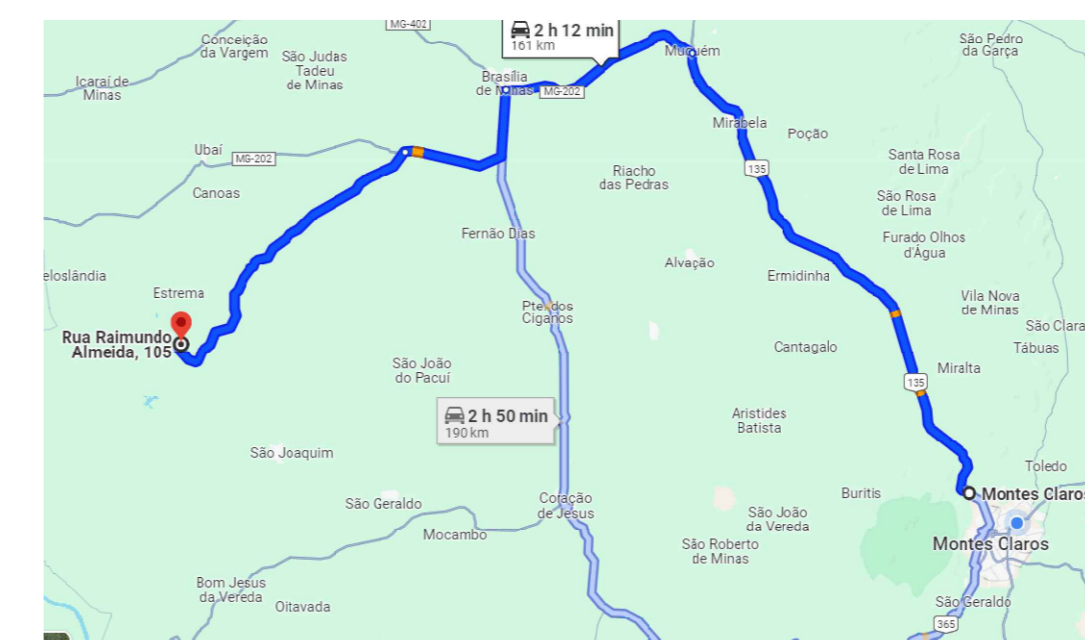 MG-402
2 h 12 min
161 km
Conceição
da Vargem
São Judas
Tadeu
de Minas
São Pedro
da Garça
Muquém
Icaraí de
Minas
Brasília
de Minas
MG-202
Mirabela
Poção
Ubaí
MG-202
Santa Rosa
de Lima
135
Riacho
das Pedras
Canoas
São Rosa
de Lima
Fernão Dias
Furado Olhos
d'Água
Alvação
Ermidinha
eloslândia
Estrema
Vila Nova
de Minas
Pte. dos
Ciganos
São Clara
Rua Raimundo
Almeida, 105
Cantagalo
Tábuas
São João
do Pacuí
Miralta
135
2 h 50 min
190 km
Aristides
Batista
São Joaquim
Toledo
Buritis
Montes Claros
São Geraldo
Coração
de Jesus
São João
da Vereda
Mocambo
São Roberto
de Minas
Montes Claros
Bom Jesus
da Vereda
Oitavada
São Geraldo
365